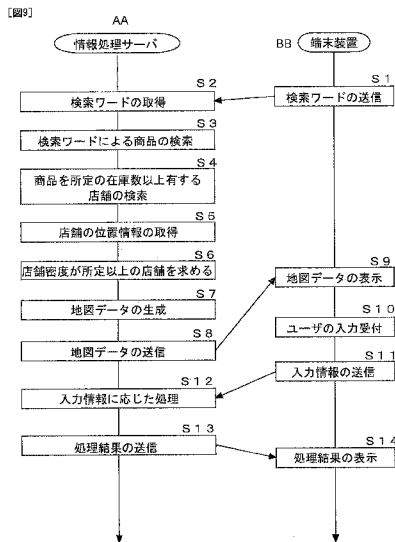 [図9]
AA
情報処理サーバ
BB
端末装置
S1
検索ワードの送信
S2
検索ワードの取得
S3
検索ワードによる商品の検索
S4
商品を所定の在庫数以上有する
店舗の検索
S5
店舗の位置情報の取得
S6
店舗密度が所定以上の店舗を求める
S7
地図データの生成
S8
地図データの送信
S9
地図データの表示
S10
ユーザの入力受付
S11
入力情報の送信
S12
入力情報に応じた処理
S13
処理結果の送信
S14
処理結果の表示